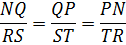 NQ/RS = QP/ST = PN/TR